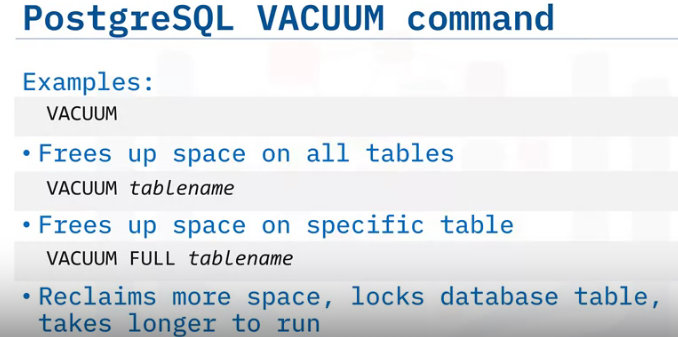 PostgreSQL VACUUM command
Examples:
VACUUM
• Frees up space on all tables
VACUUM tablename
• Frees up space on specific table
VACUUM FULL tablename
• Reclaims more space, locks database table,
takes longer to run